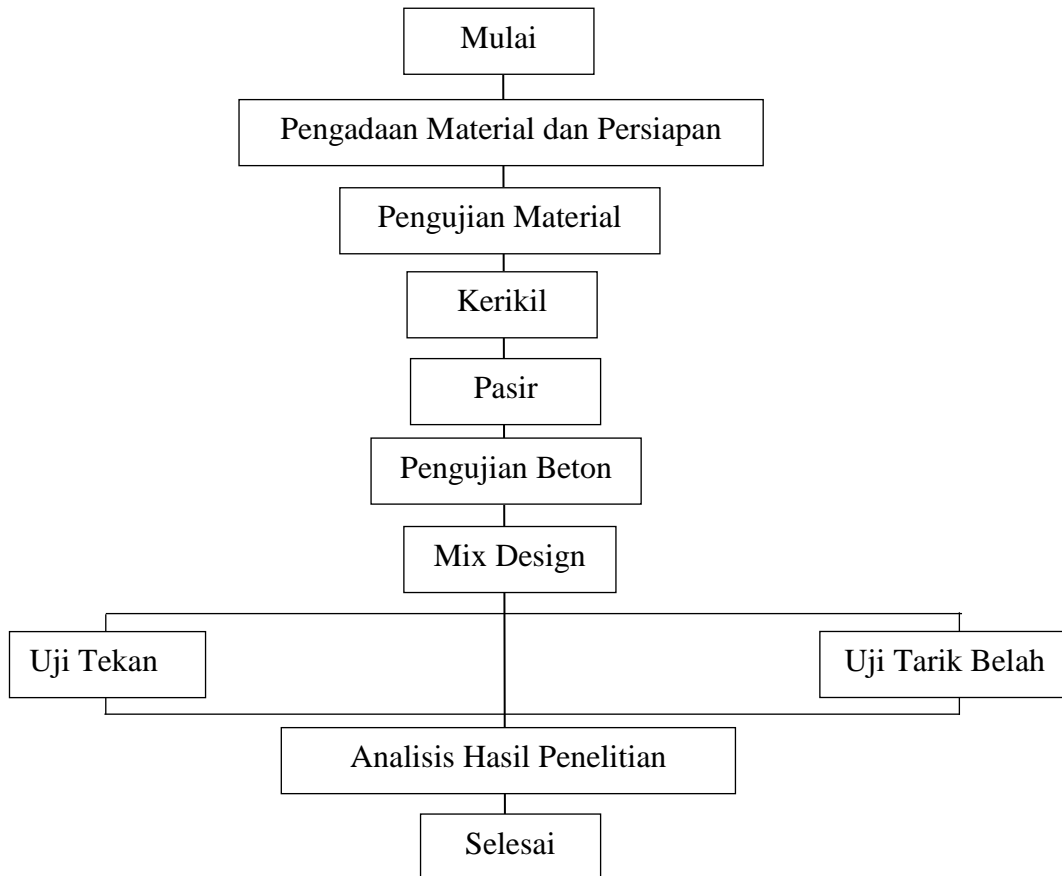 Mulai
Pengadaan Material dan Persiapan
Pengujian Material
Kerikil
Pasir
Pengujian Beton
Mix Design
Uji Tekan
Uji Tarik Belah
Analisis Hasil Penelitian
Selesai